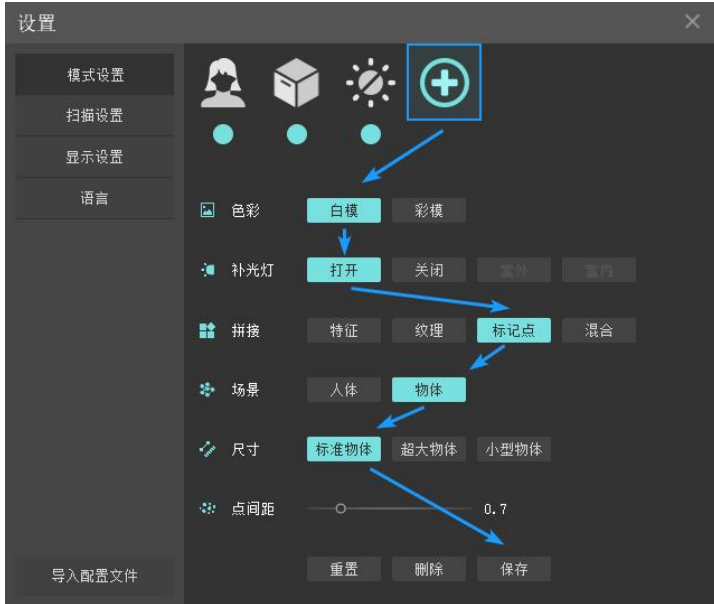 设置
模式设置
扫描设置
显示设置
语言
色彩 白模 彩模
补光灯 打开 关闭 室外 室内
拼接 特征 纹理 标记点 混合
场景 人体 物体
尺寸 标准物体 超大物体 小型物体
点间距 0.7
导入配置文件 重置 删除 保存